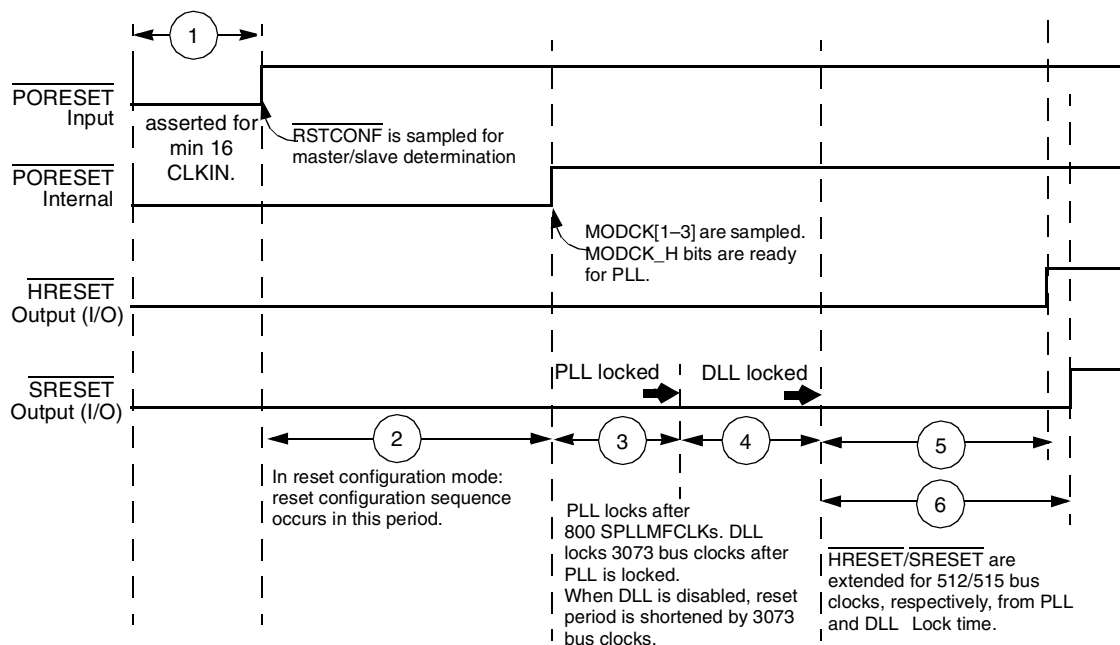 1
PORESET
Input
asserted for
min 16
CLKIN.
RSTCONF is sampled for
master/slave determination
PORESET
Internal
MODCK[1–3] are sampled.
MODCK_H bits are ready
for PLL.
HRESET
Output (I/O)
PLL locked
DLL locked
SRESET
Output (I/O)
2
3
4
5
In reset configuration mode:
reset configuration sequence
occurs in this period.
6
PLL locks after
800 SPLLMFCLKs. DLL
locks 3073 bus clocks after
PLL is locked.
When DLL is disabled, reset
period is shortened by 3073
bus clocks.
HRESET/SRESET are
extended for 512/515 bus
clocks, respectively, from PLL
and DLL Lock time.